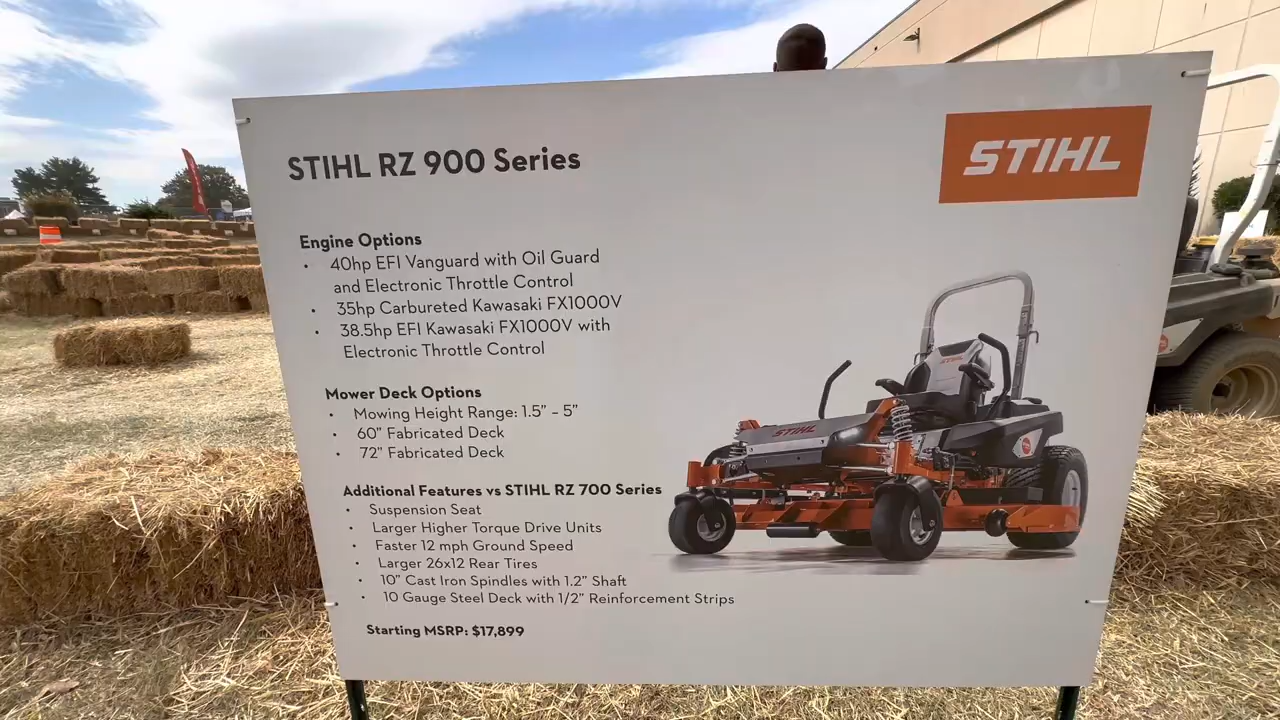 STIHL RZ 900 Series
STIHL
Engine Options
• 40hp EFI Vanguard with Oil Guard
and Electronic Throttle Control
• 35hp Carbureted Kawasaki FX1000V
• 38.5hp EFI Kawasaki FX1000V with
Electronic Throttle Control
Mower Deck Options
• Mowing Height Range: 1.5” – 5”
• 60” Fabricated Deck
• 72” Fabricated Deck
Additional Features vs STIHL RZ 700 Series
• Suspension Seat
• Larger Higher Torque Drive Units
• Faster 12 mph Ground Speed
• Larger 26x12 Rear Tires
• 10” Cast Iron Spindles with 1.2” Shaft
• 10 Gauge Steel Deck with 1/2” Reinforcement Strips
Starting MSRP: $17,899
STIHL
STIHL